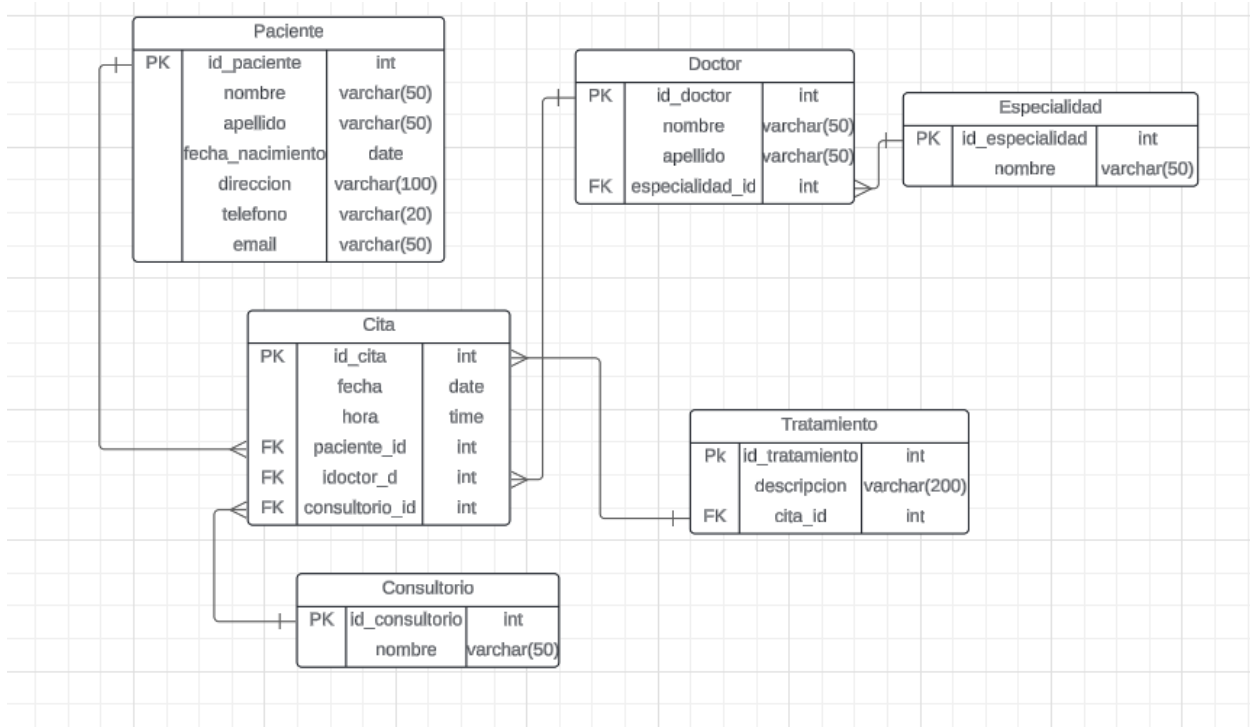 Paciente
PK id_paciente int
nombre varchar(50)
apellido varchar(50)
fecha_nacimiento date
direccion varchar(100)
telefono varchar(20)
email varchar(50)
Doctor
PK id_doctor int
nombre varchar(50)
apellido varchar(50)
FK especialidad_id int
Especialidad
PK id_especialidad int
nombre varchar(50)
Cita
PK id_cita int
fecha date
hora time
FK paciente_id int
FK idoctor_d int
FK consultorio_id int
Tratamiento
Pk id_tratamiento int
descripcion varchar(200)
FK cita_id int
Consultorio
PK id_consultorio int
nombre varchar(50)